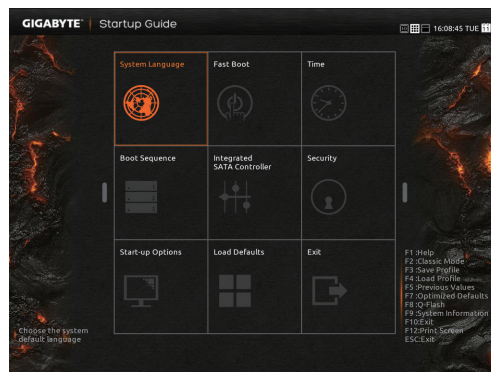 GIGABYTE™ Startup Guide
16:08:45 TUE 11
System Language
Fast Boot
Time
Boot Sequence
Integrated
SATA Controller
Security
Start-up Options
Load Defaults
Exit
F1 :Help
F2 :Classic Mode
F3 :Save Profile
F4 :Load Profile
F5 :Previous Values
F7 :Optimized Defaults
F8 :Q-Flash
F9 :System Information
F10:Exit
F12:Print Screen
ESC:Exit
Choose the system
default language